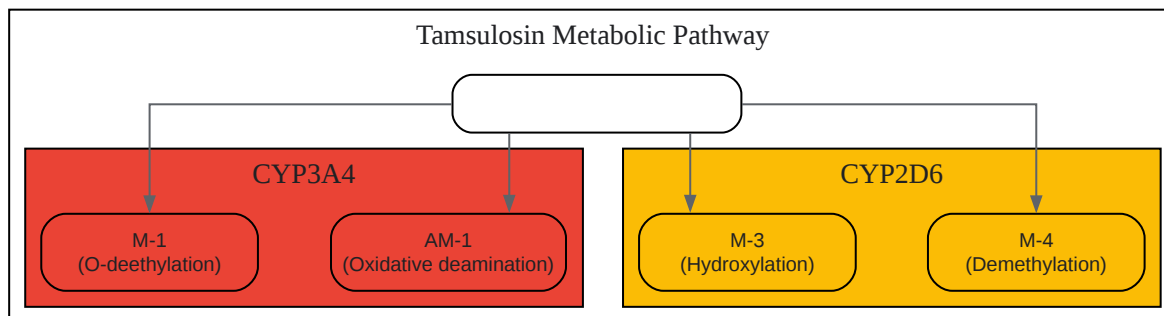 Tamsulosin Metabolic Pathway
CYP3A4
CYP2D6
M-1
(O-deethylation)
AM-1
(Oxidative deamination)
M-3
(Hydroxylation)
M-4
(Demethylation)